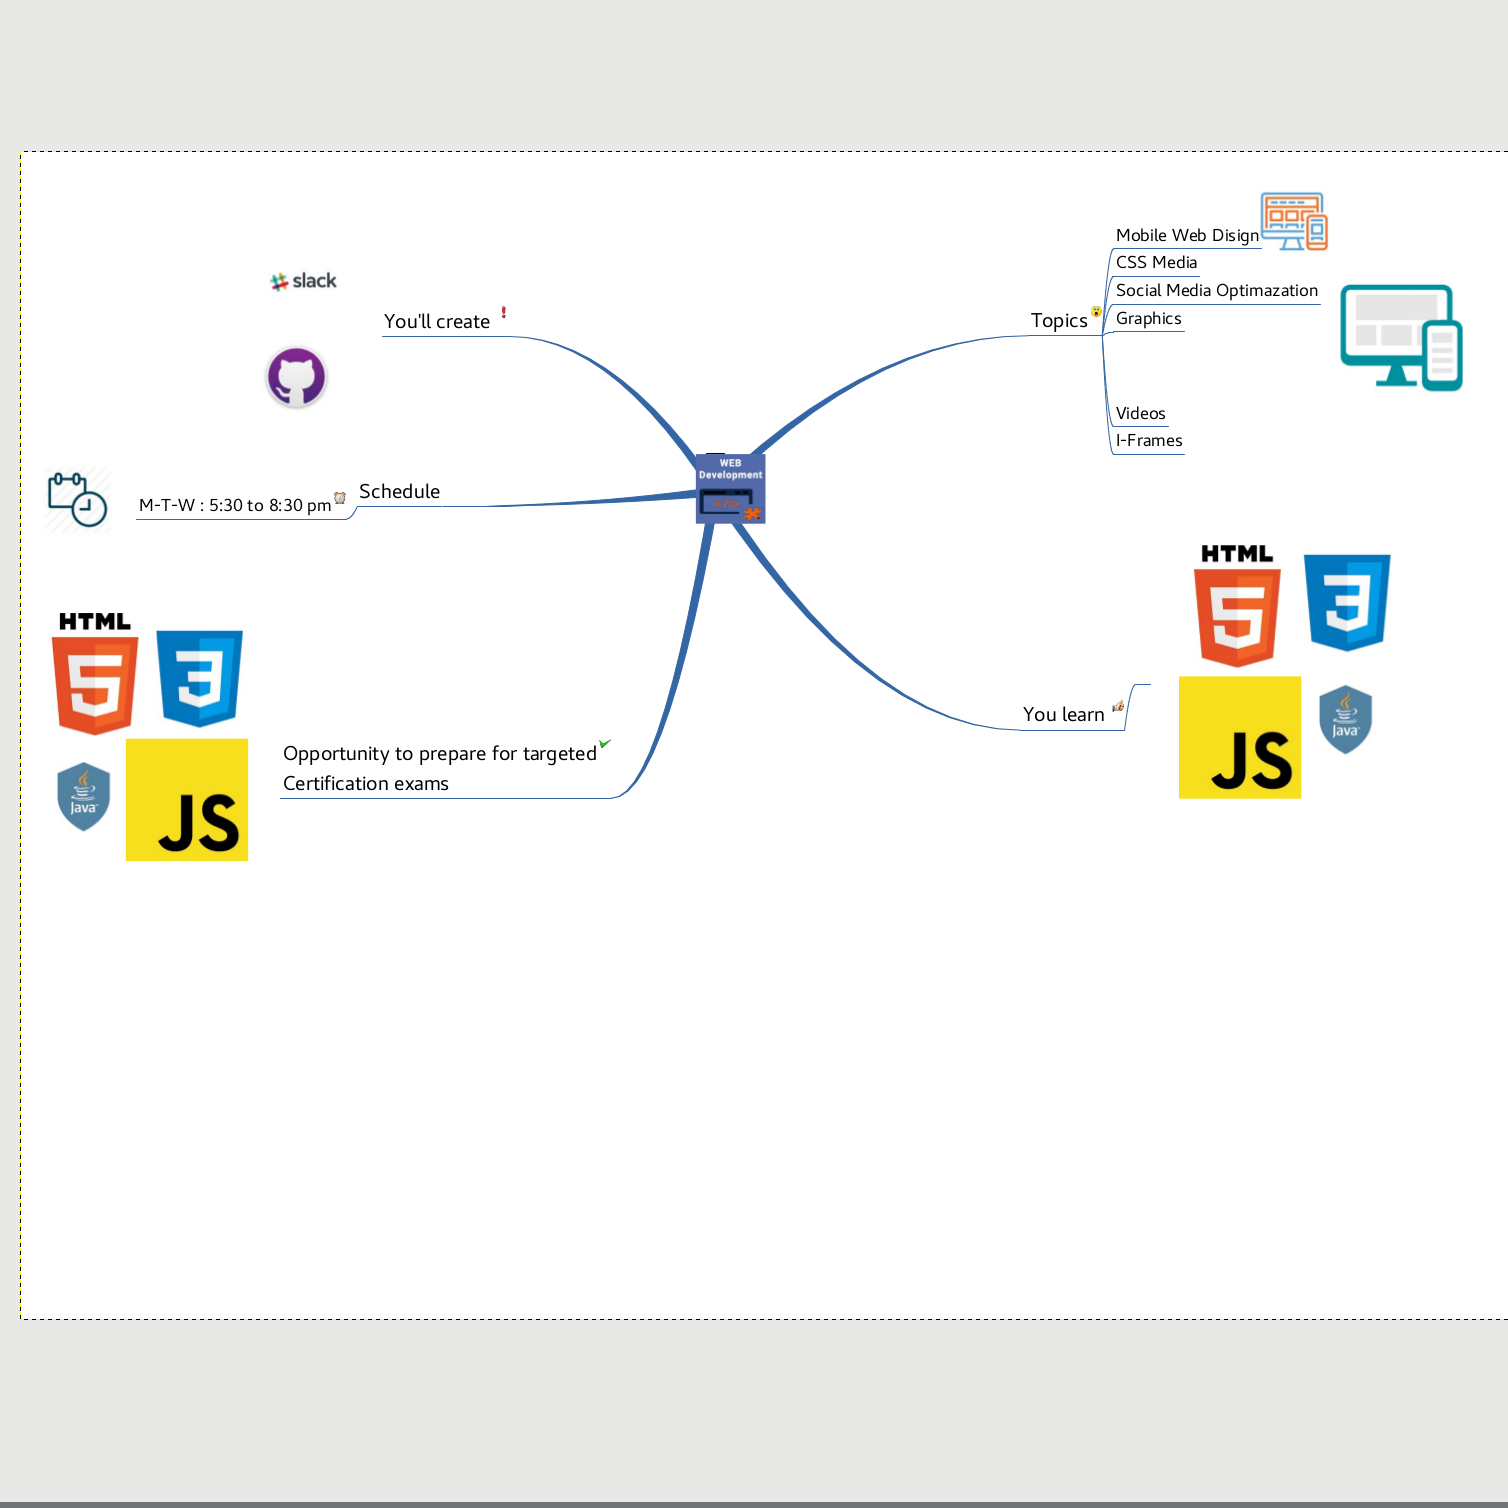 WEB
Development
</>
slack
You'll create
Schedule
M-T-W : 5:30 to 8:30 pm
HTML
5
3
Java
JS
Opportunity to prepare for targeted
Certification exams
Topics
Mobile Web Disign
CSS Media
Social Media Optimazation
Graphics
Videos
I-Frames
You learn
HTML
5
3
JS
Java